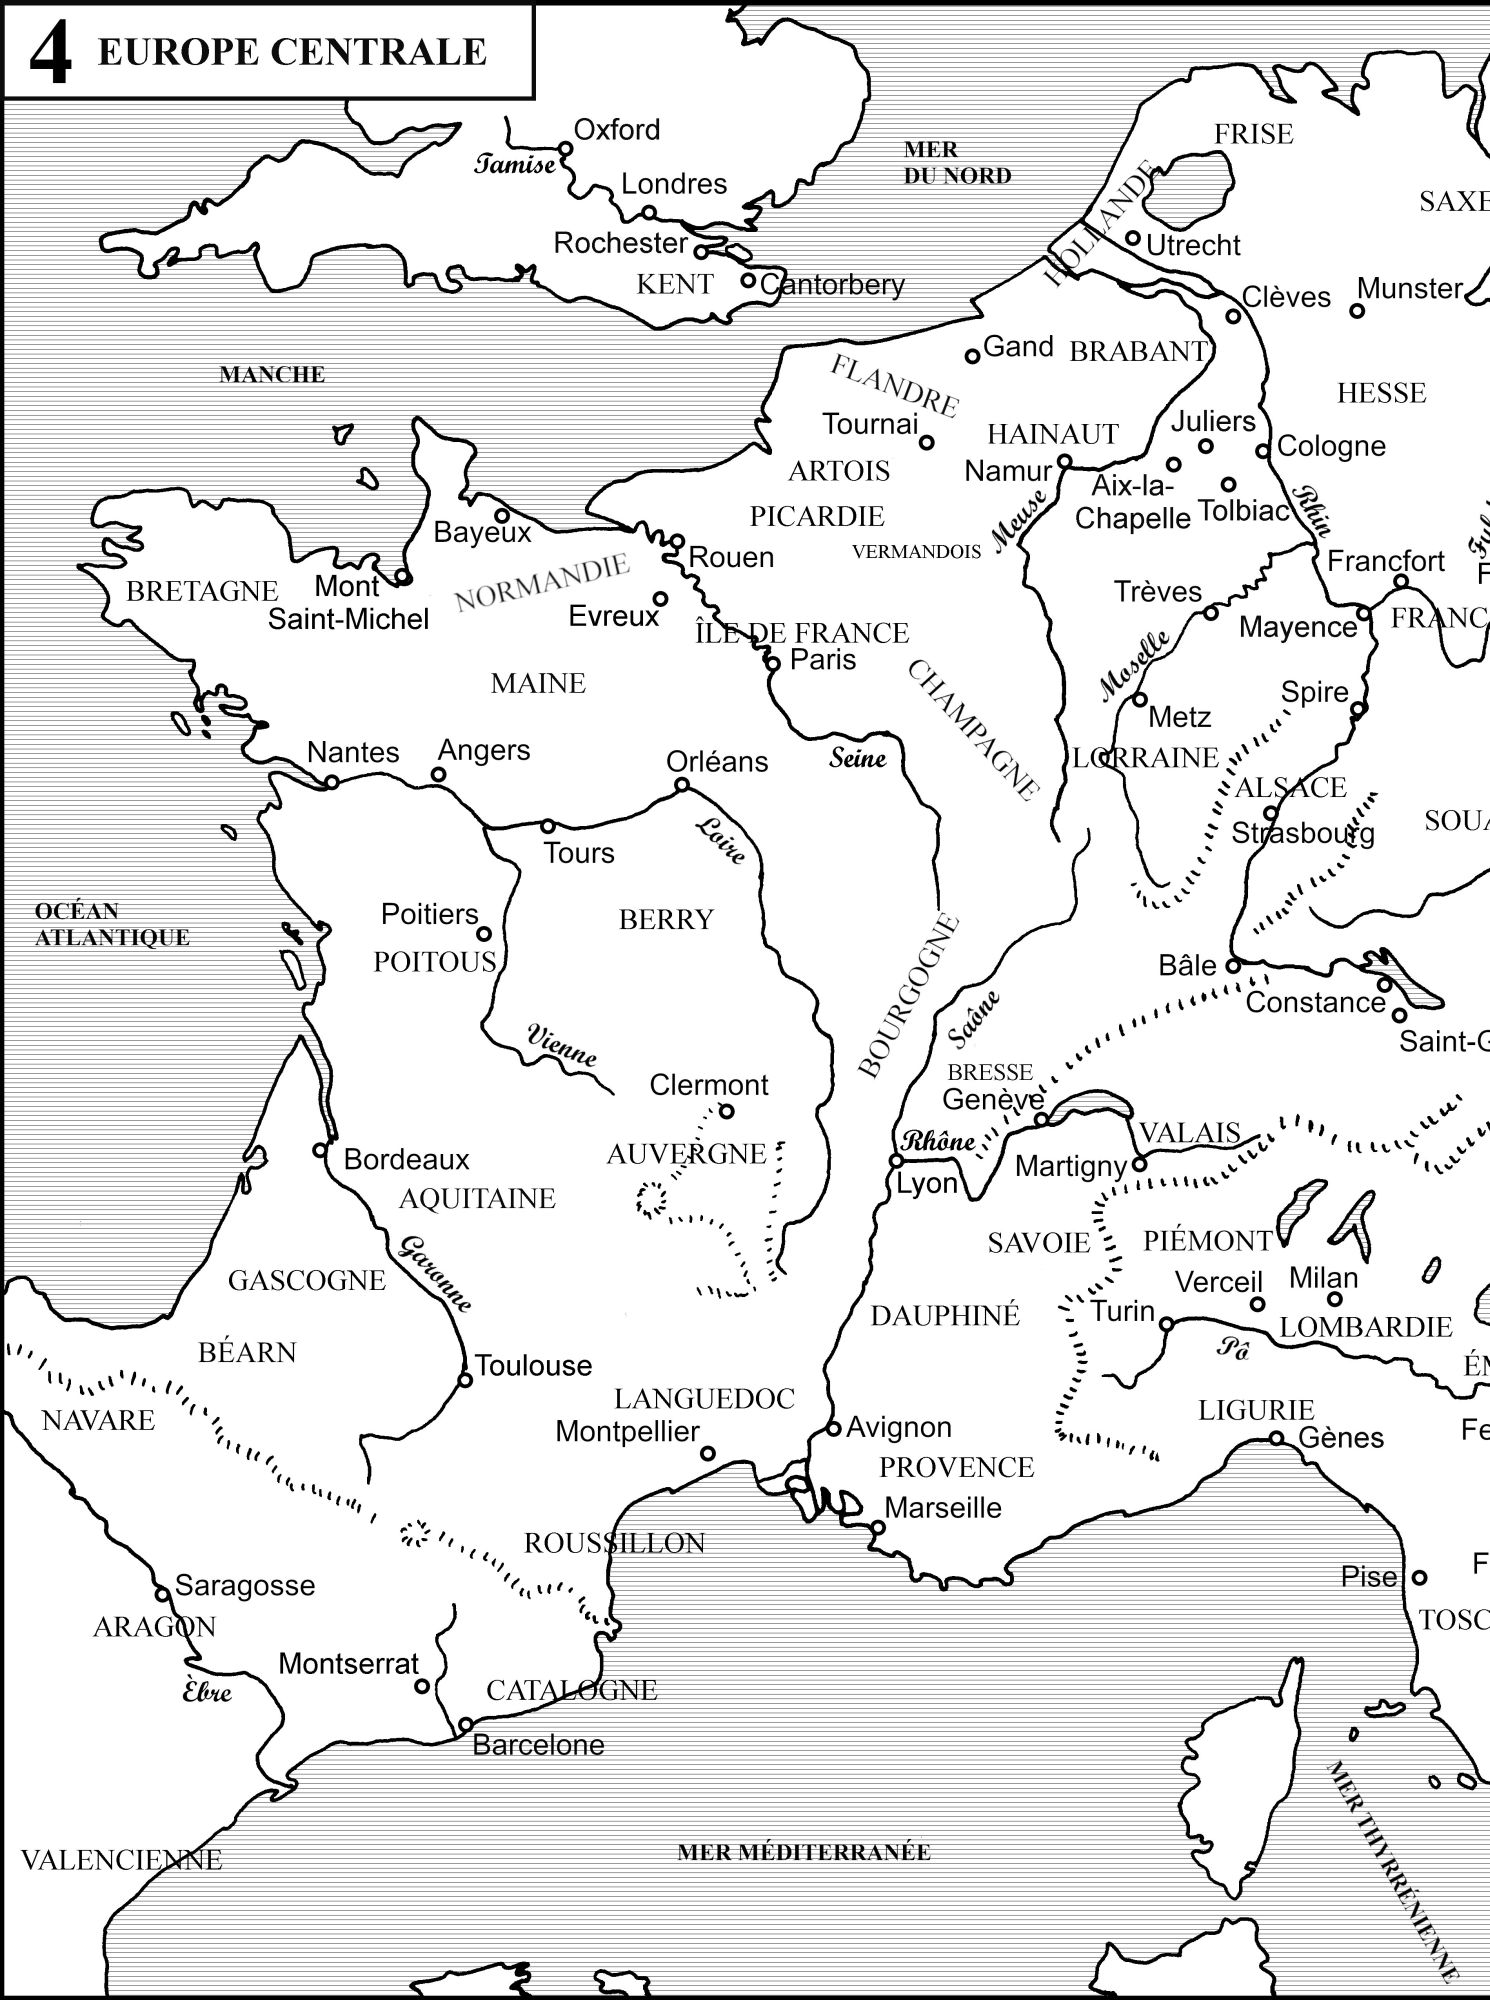 4 EUROPE CENTRALE
Oxford
Tamise
Londres
Rochester
KENT
Cantorbery
MER
DU NORD
FRISE
HOLLANDE
SAXE
Utrecht
Clèves
Munster
MANCHE
Gand
BRABANT
FLANDRE
HESSE
Tournai
HAINAUT
Juliers
Cologne
ARTOIS
Namur
Aix-la-
Chapelle
Tolbiac
PICARDIE
Meuse
Rhin
VERMANDOIS
Bayeux
Rouen
Francfort
BRETAGNE
Mont
Saint-Michel
NORMANDIE
Evreux
Trèves
Mayence
FRANC
ÎLE DE FRANCE
Paris
MAINE
CHAMPAGNE
Moselle
Metz
Spire
Nantes
Angers
Orléans
Seine
LORRAINE
ALSACE
Strasbourg
SOUA
Tours
Loire
OCÉAN
ATLANTIQUE
Poitiers
POITOUS
BERRY
BOURGOGNE
Bâle
Constance
Saint-G
Saône
Vienne
Clermont
BRESSE
Genève
AUVERGNE
Rhône
VALAIS
Bordeaux
Lyon
Martigny
AQUITAINE
Garonne
SAVOIE
PIÉMONT
GASCOGNE
Verceil
Milan
DAUPHINÉ
Turin
LOMBARDIE
Pô
BÉARN
Toulouse
ÉM
NAVARE
LANGUEDOC
LIGURIE
Montpellier
Avignon
Gènes
Fe
PROVENCE
Marseille
ROUSSILLON
Saragosse
Pise
F
ARAGON
TOSC
Montserrat
Èbre
CATALOGNE
Barcelone
MER THYRRÉNIENNE
VALENCIENNE
MER MÉDITERRANÉE